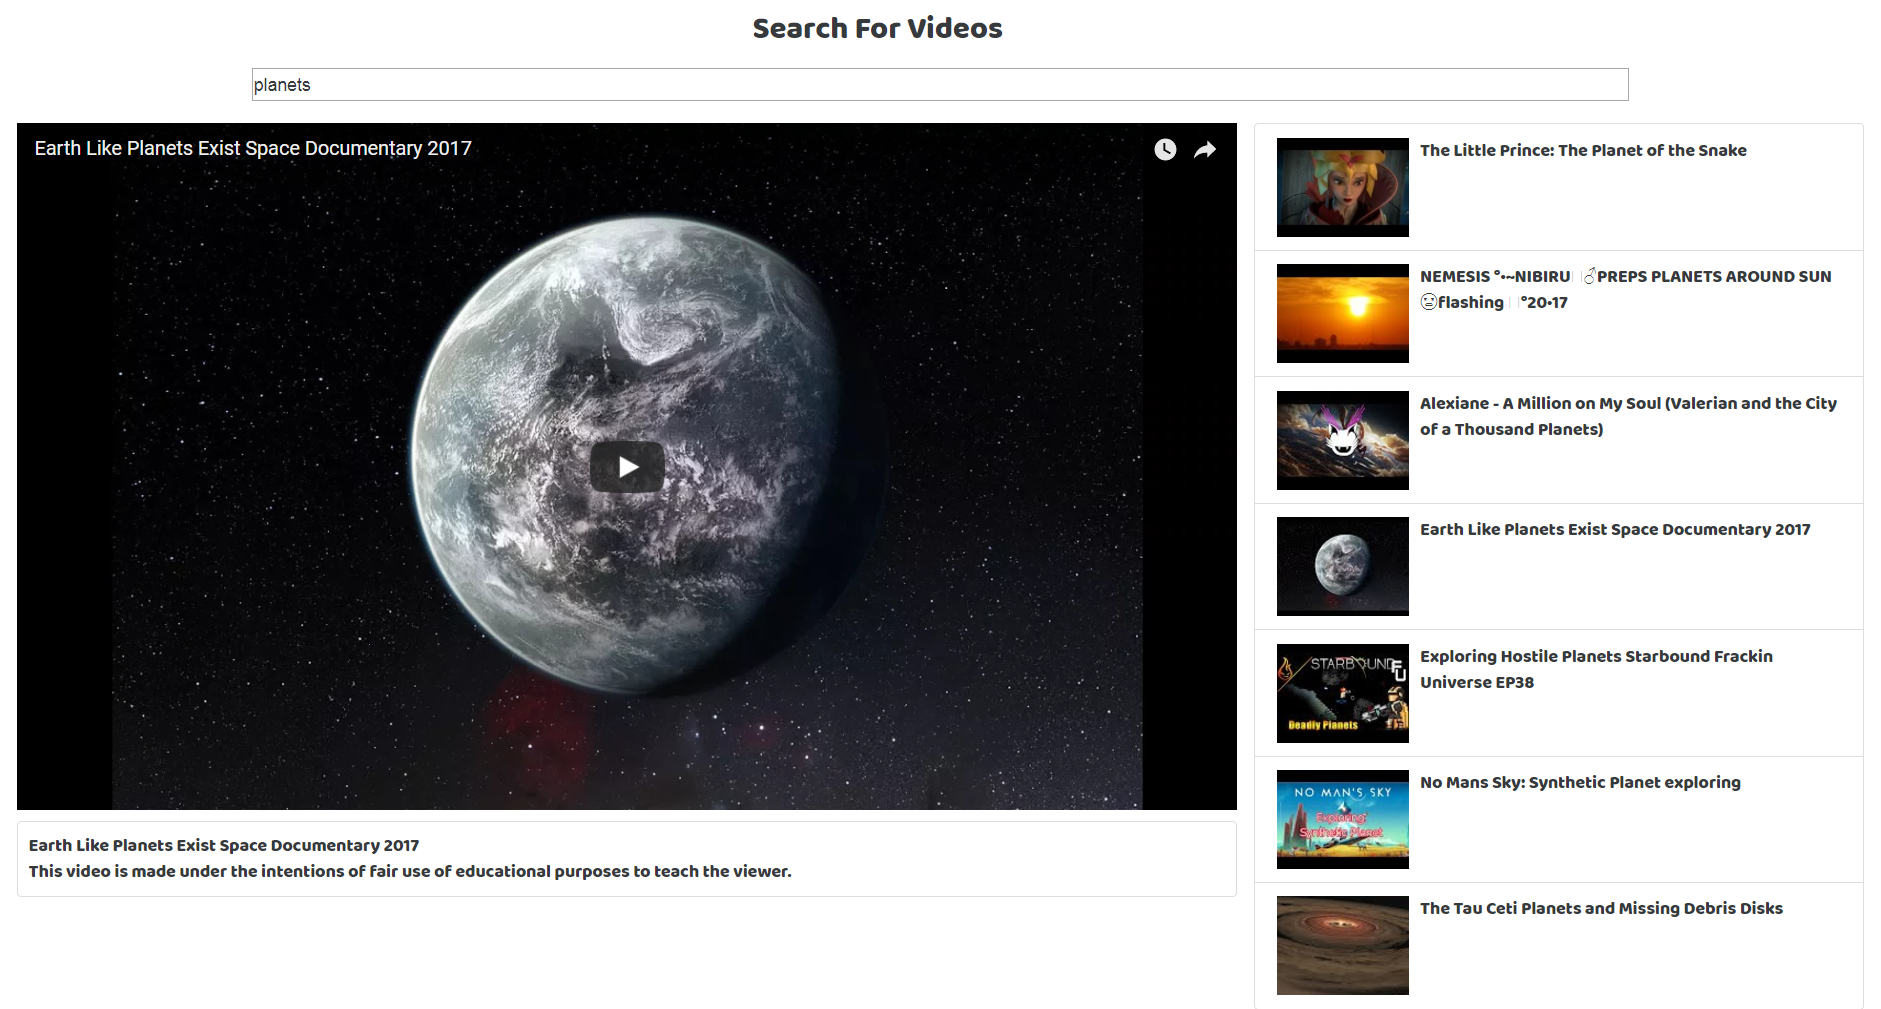 Search For Videos
planets
Earth Like Planets Exist Space Documentary 2017
Earth Like Planets Exist Space Documentary 2017
This video is made under the intentions of fair use of educational purposes to teach the viewer.
The Little Prince: The Planet of the Snake
NEMESIS °•~NIBIRU ♂PREPS PLANETS AROUND SUN
flashing °20•17
Alexiane - A Million on My Soul (Valerian and the City
of a Thousand Planets)
Earth Like Planets Exist Space Documentary 2017
STARBOUND
FU
Deadly Planets
Exploring Hostile Planets Starbound Frackin
Universe EP38
NO MAN'S SKY
Exploring:
Synthetic Planet
No Mans Sky: Synthetic Planet exploring
The Tau Ceti Planets and Missing Debris Disks